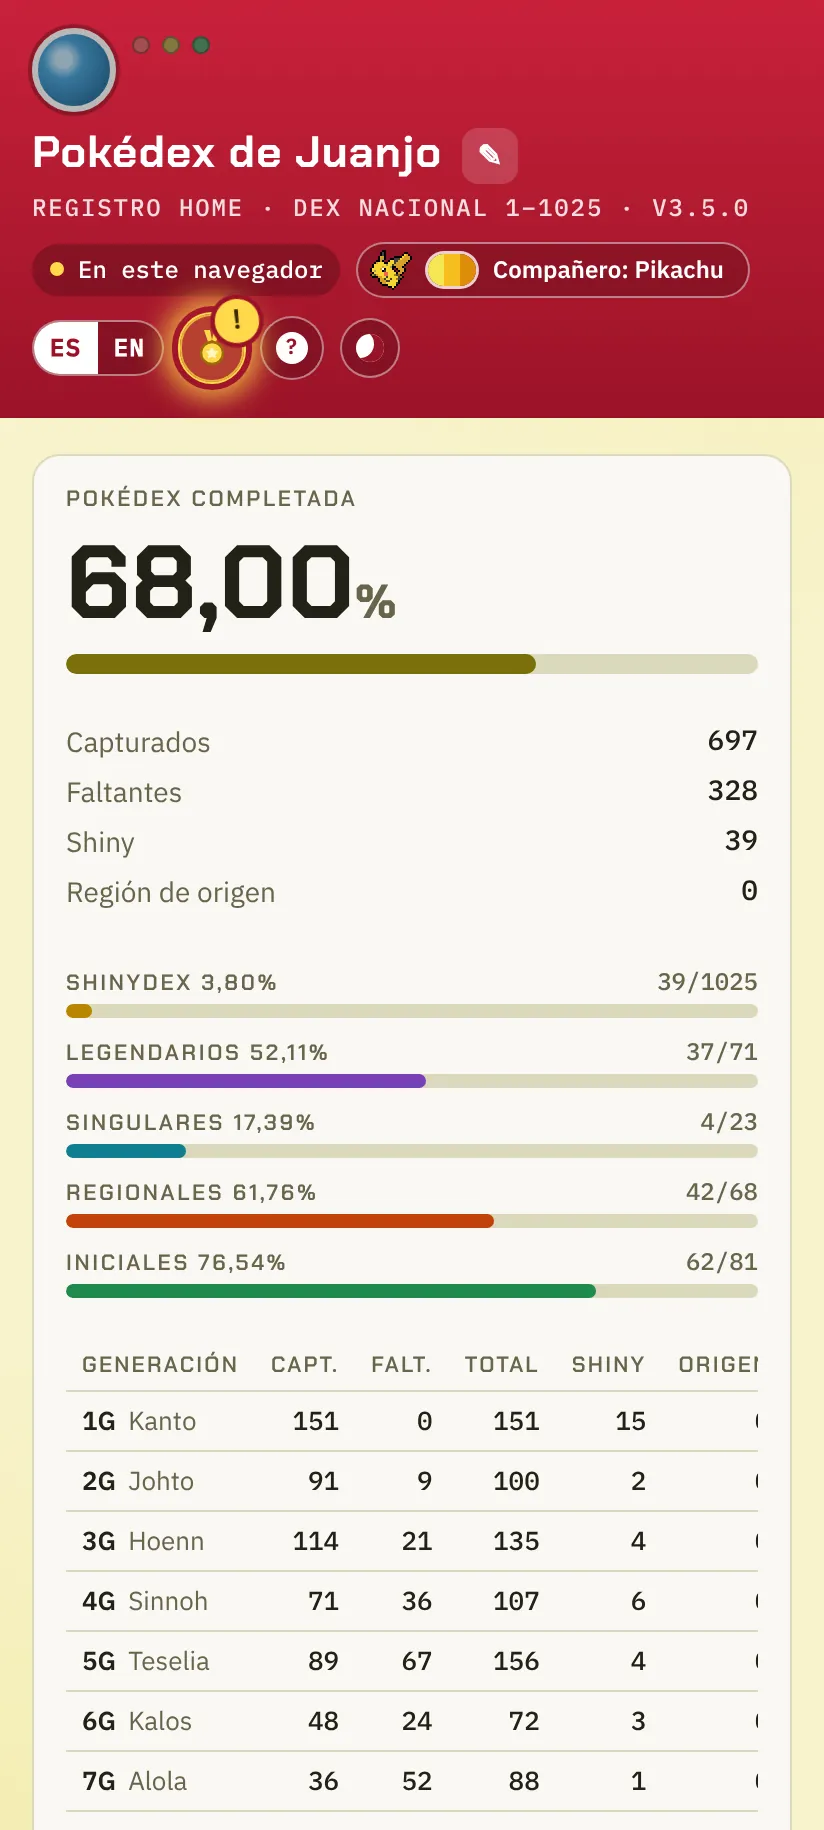 Pokédex de Juanjo ✎
REGISTRO HOME · DEX NACIONAL 1–1025 · V3.5.0
En este navegador Compañero: Pikachu
ES EN ! ?
POKÉDEX COMPLETADA
68,00%
Capturados 697
Faltantes 328
Shiny 39
Región de origen 0
SHINYDEX 3,80% 39/1025
LEGENDARIOS 52,11% 37/71
SINGULARES 17,39% 4/23
REGIONALES 61,76% 42/68
INICIALES 76,54% 62/81
GENERACIÓN CAPT. FALT. TOTAL SHINY ORIGEN
1G Kanto 151 0 151 15
2G Johto 91 9 100 2
3G Hoenn 114 21 135 4
4G Sinnoh 71 36 107 6
5G Teselia 89 67 156 4
6G Kalos 48 24 72 3
7G Alola 36 52 88 1